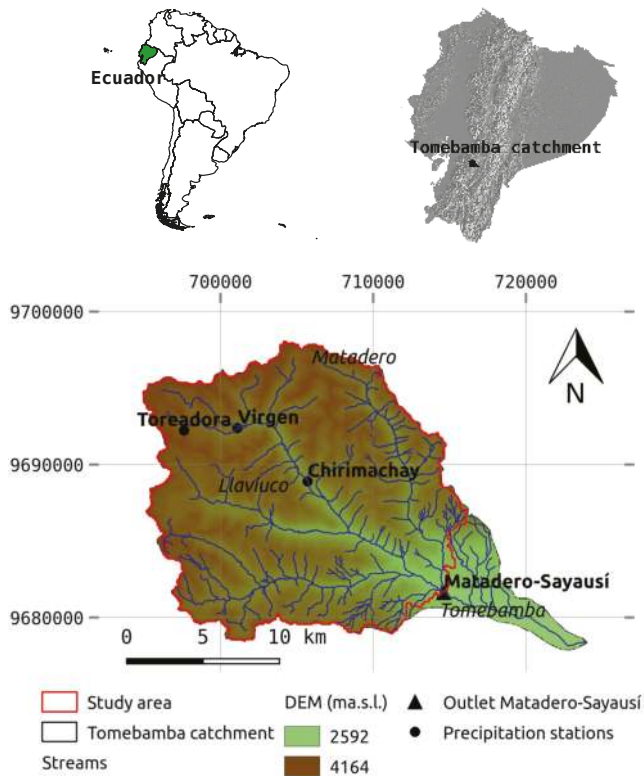 Ecuador
Tomebamba catchment
700000 710000 720000
9700000
Matadero
N
Toreadora Virgen
9690000
Chirimachay
Llaviuco
Matadero-Sayausí
Tomebamba
9680000
0 5 10 km
Study area DEM (ma.s.l.) Outlet Matadero-Sayausí
Tomebamba catchment 2592 Precipitation stations
Streams 4164